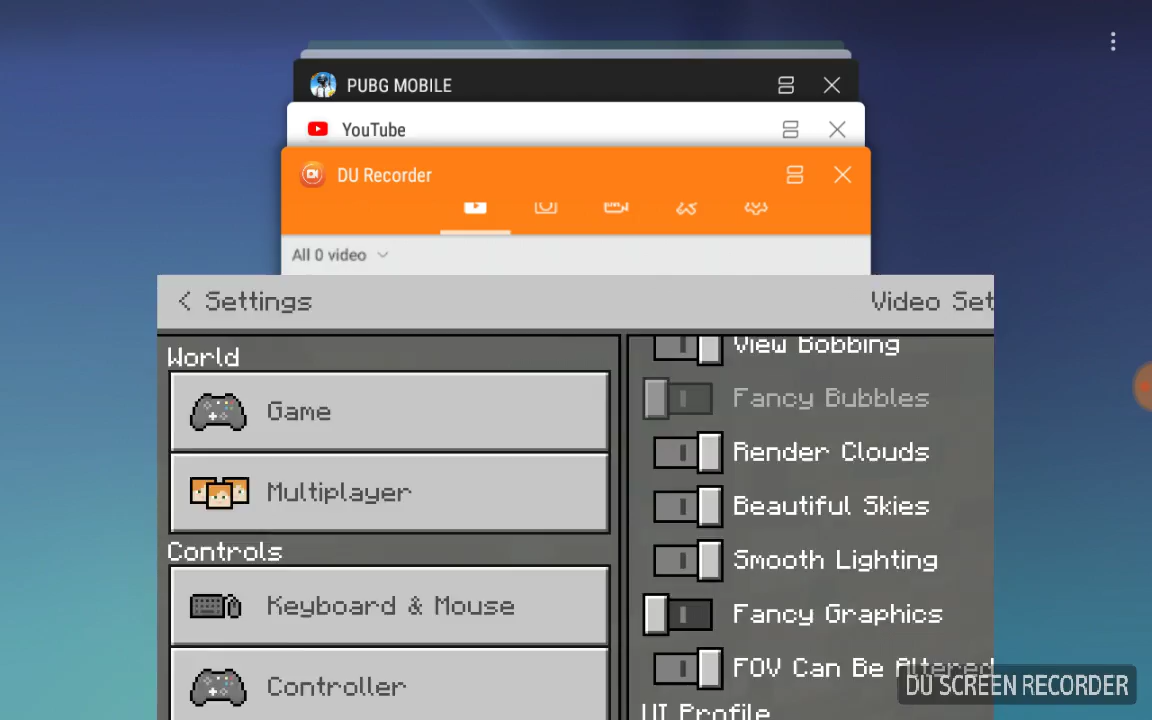 PUBG MOBILE
YouTube
DU Recorder
All 0 video
< Settings
Video Set
World
Game
Multiplayer
Controls
Keyboard & Mouse
Controller
View Bobbing
Fancy Bubbles
Render Clouds
Beautiful Skies
Smooth Lighting
Fancy Graphics
FOV Can Be Altered
UI Profile
DU SCREEN RECORDER